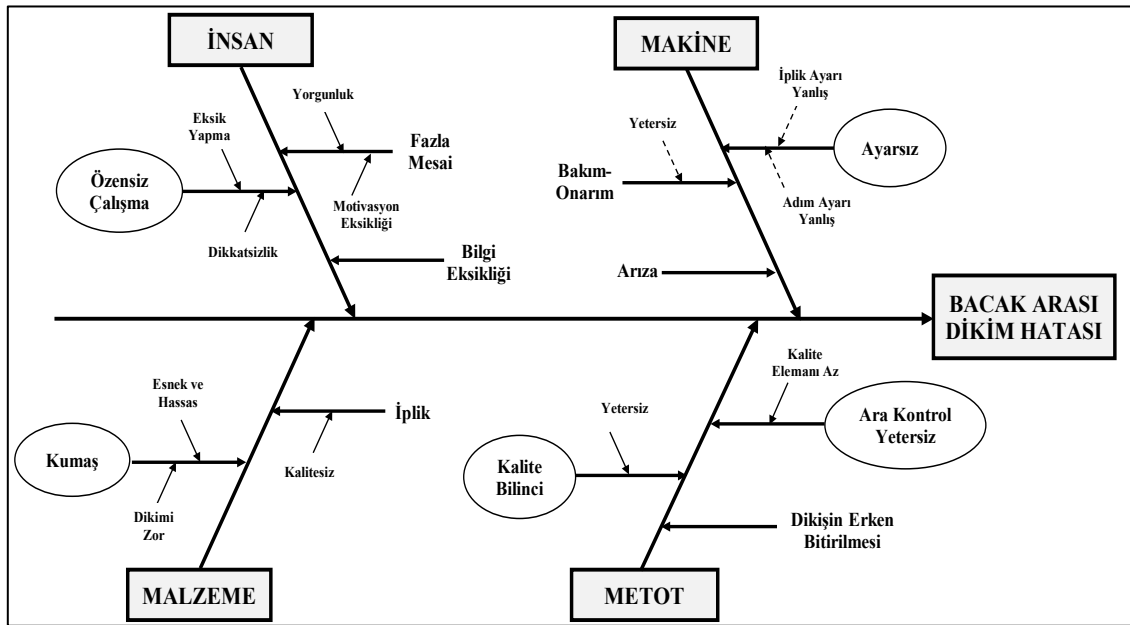 İNSAN
Yorgunluk
Eksik
Yapma
Fazla
Mesai
Özensiz
Çalışma
Motivasyon
Eksikliği
Dikkatsizlik
Bilgi
Eksikliği
MAKİNE
İplik Ayarı
Yanlış
Yetersiz
Ayarsız
Bakım-
Onarım
Adım Ayarı
Yanlış
Arıza
BACAK ARASI
DİKİM HATASI
Esnek ve
Hassas
İplik
Kumaş
Kalitesiz
Dikimi
Zor
MALZEME
Kalite
Elemanı Az
Yetersiz
Ara Kontrol
Yetersiz
Kalite
Bilinci
Dikişin Erken
Bitirilmesi
METOT